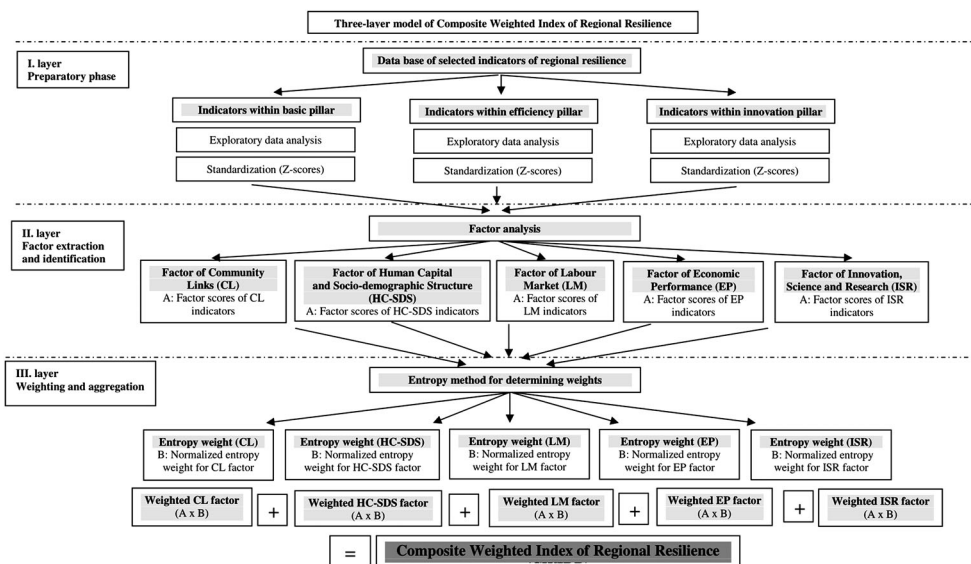 Three-layer model of Composite Weighted Index of Regional Resilience
I. layer
Preparatory phase
Data base of selected indicators of regional resilience
Indicators within basic pillar
Indicators within efficiency pillar
Indicators within innovation pillar
Exploratory data analysis
Exploratory data analysis
Exploratory data analysis
Standardization (Z-scores)
Standardization (Z-scores)
Standardization (Z-scores)
II. layer
Factor extraction
and identification
Factor analysis
Factor of Community
Links (CL)
A: Factor scores of CL
indicators
Factor of Human Capital
and Socio-demographic Structure
(HC-SDS)
A: Factor scores of HC-SDS indicators
Factor of Labour
Market (LM)
A: Factor scores of
LM indicators
Factor of Economic
Performance (EP)
A: Factor scores of EP
indicators
Factor of Innovation,
Science and Research (ISR)
A: Factor scores of
ISR indicators
III. layer
Weighting and aggregation
Entropy method for determining weights
Entropy weight (CL)
B: Normalized entropy
weight for CL factor
Entropy weight (HC-SDS)
B: Normalized entropy
weight for HC-SDS factor
Entropy weight (LM)
B: Normalized entropy
weight for LM factor
Entropy weight (EP)
B: Normalized entropy
weight for EP factor
Entropy weight (ISR)
B: Normalized entropy
weight for ISR factor
Weighted CL factor
(A x B)
+
Weighted HC-SDS factor
(A x B)
+
Weighted LM factor
(A x B)
+
Weighted EP factor
(A x B)
+
Weighted ISR factor
(A x B)
=
Composite Weighted Index of Regional Resilience